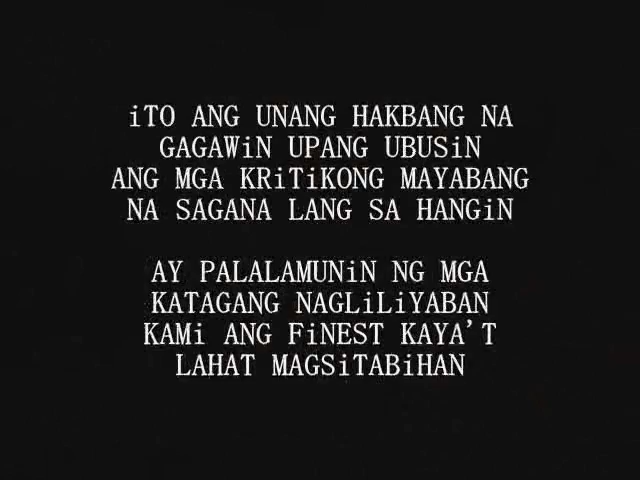 iTO ANG UNANG HAKBANG NA
GAGAWiN UPANG UBUSiN
ANG MGA KRiTiKONG MAYABANG
NA SAGANA LANG SA HANGiN
AY PALALAMUNiN NG MGA
KATAGANG NAGLiLiYABAN
KAMi ANG FiNEST KAYA'T
LAHAT MAGSiTABiHAN